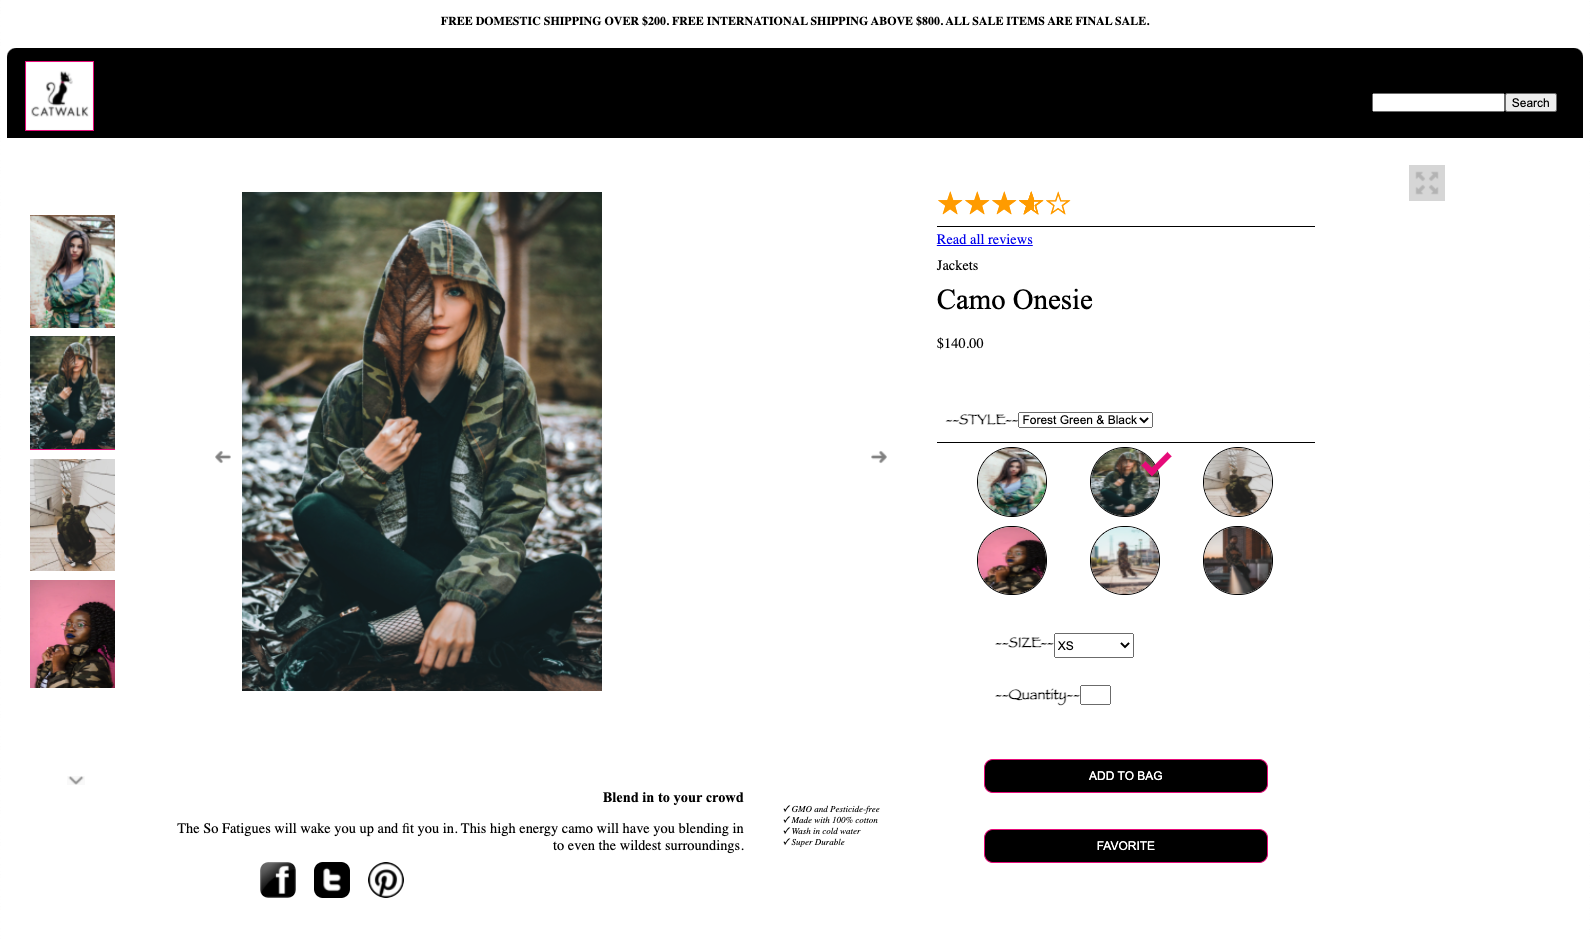 FREE DOMESTIC SHIPPING OVER $200. FREE INTERNATIONAL SHIPPING ABOVE $800. ALL SALE ITEMS ARE FINAL SALE.
CATWALK
Search
Read all reviews
Jackets
Camo Onesie
$140.00
--STYLE--
Forest Green & Black
--SIZE--
XS
--Quantity--
ADD TO BAG
FAVORITE
Blend in to your crowd
The So Fatigues will wake you up and fit you in. This high energy camo will have you blending in
to even the wildest surroundings.
✓GMO and Pesticide-free
✓Made with 100% cotton
✓Wash in cold water
✓Super Durable